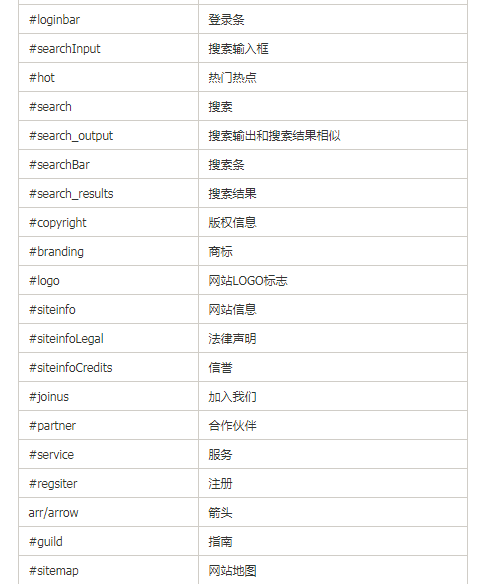 #loginbar 登录条
#searchInput 搜索输入框
#hot 热门热点
#search 搜索
#search_output 搜索输出和搜索结果相似
#searchBar 搜索条
#search_results 搜索结果
#copyright 版权信息
#branding 商标
#logo 网站LOGO标志
#siteinfo 网站信息
#siteinfoLegal 法律声明
#siteinfoCredits 信誉
#joinus 加入我们
#partner 合作伙伴
#service 服务
#regsiter 注册
arr/arrow 箭头
#guild 指南
#sitemap 网站地图